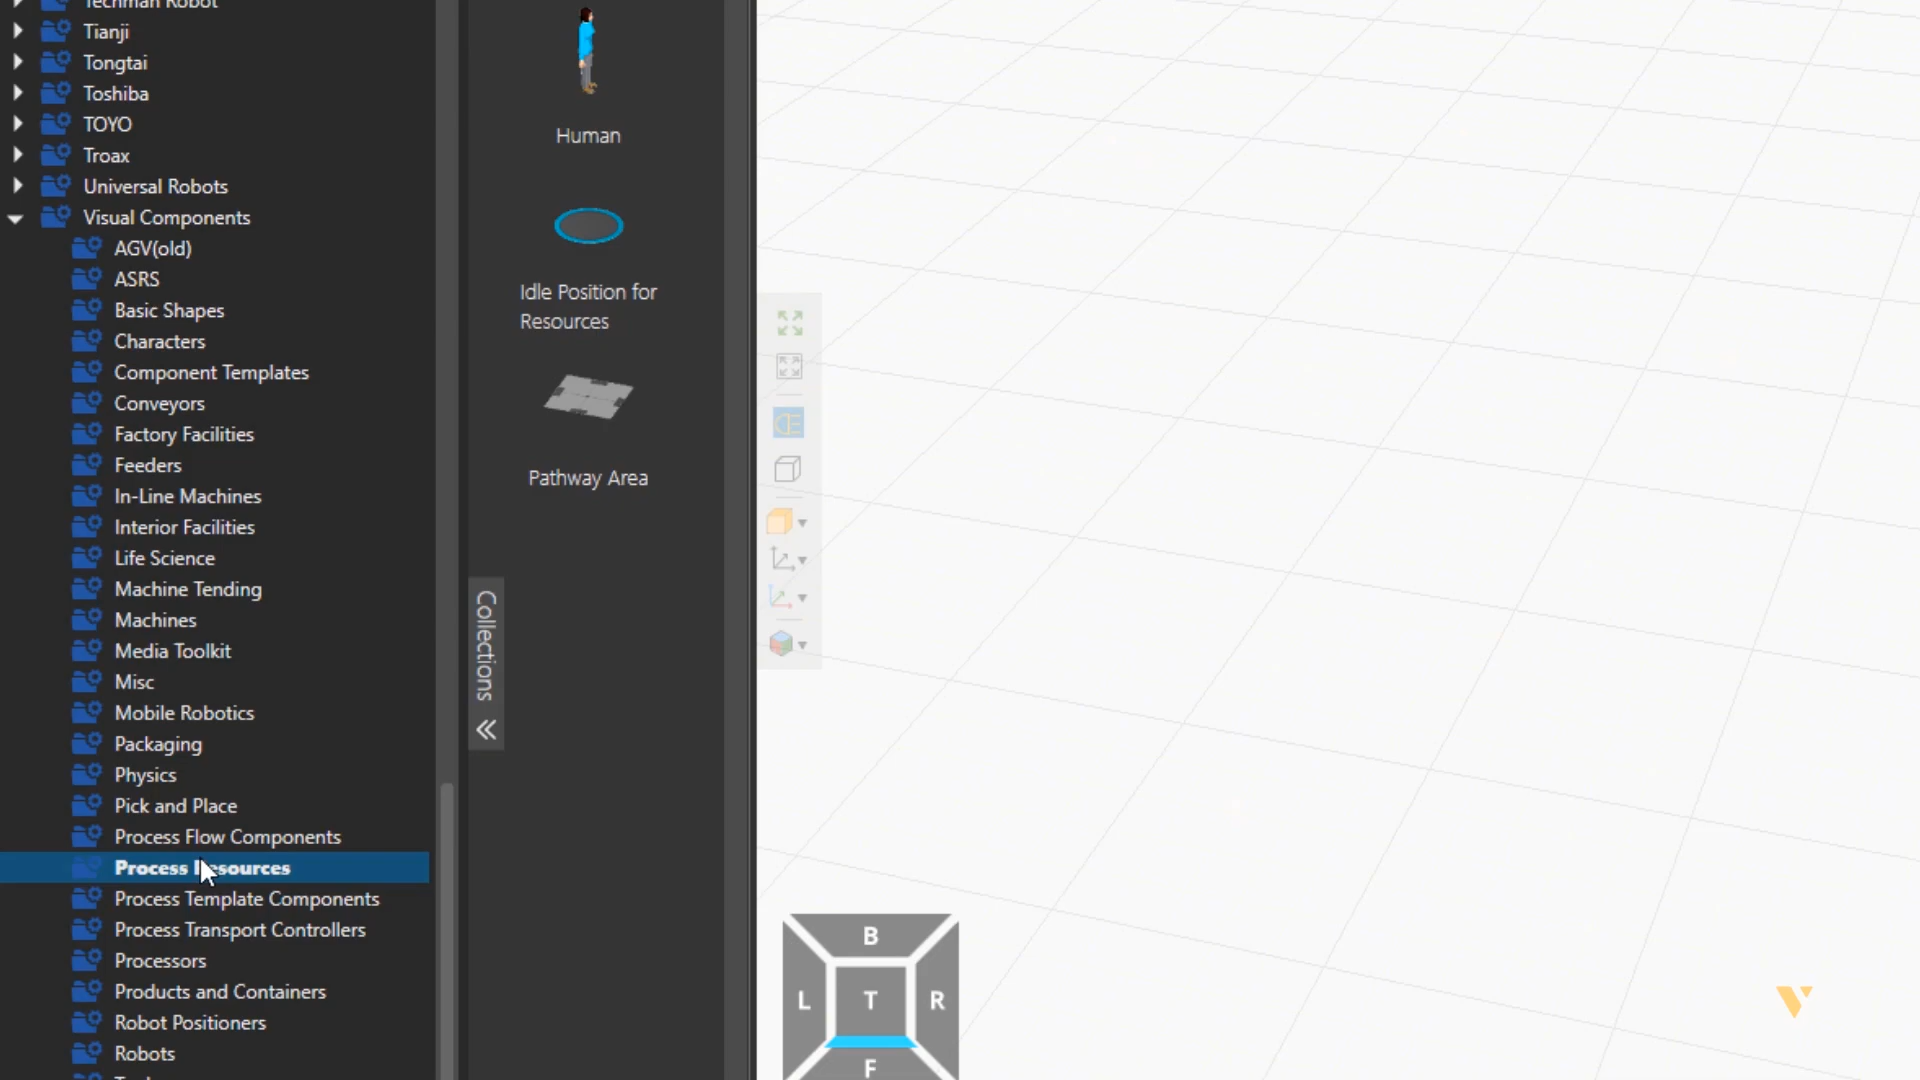 Techman Robot
Tianji
Tongtai
Toshiba
TOYO
Troax
Universal Robots
Visual Components
AGV(old)
ASRS
Basic Shapes
Characters
Component Templates
Conveyors
Factory Facilities
Feeders
In-Line Machines
Interior Facilities
Life Science
Machine Tending
Machines
Media Toolkit
Misc
Mobile Robotics
Packaging
Physics
Pick and Place
Process Flow Components
Process Resources
Process Template Components
Process Transport Controllers
Processors
Products and Containers
Robot Positioners
Robots
Human
Idle Position for
Resources
Pathway Area
Collections
B
L T R
F